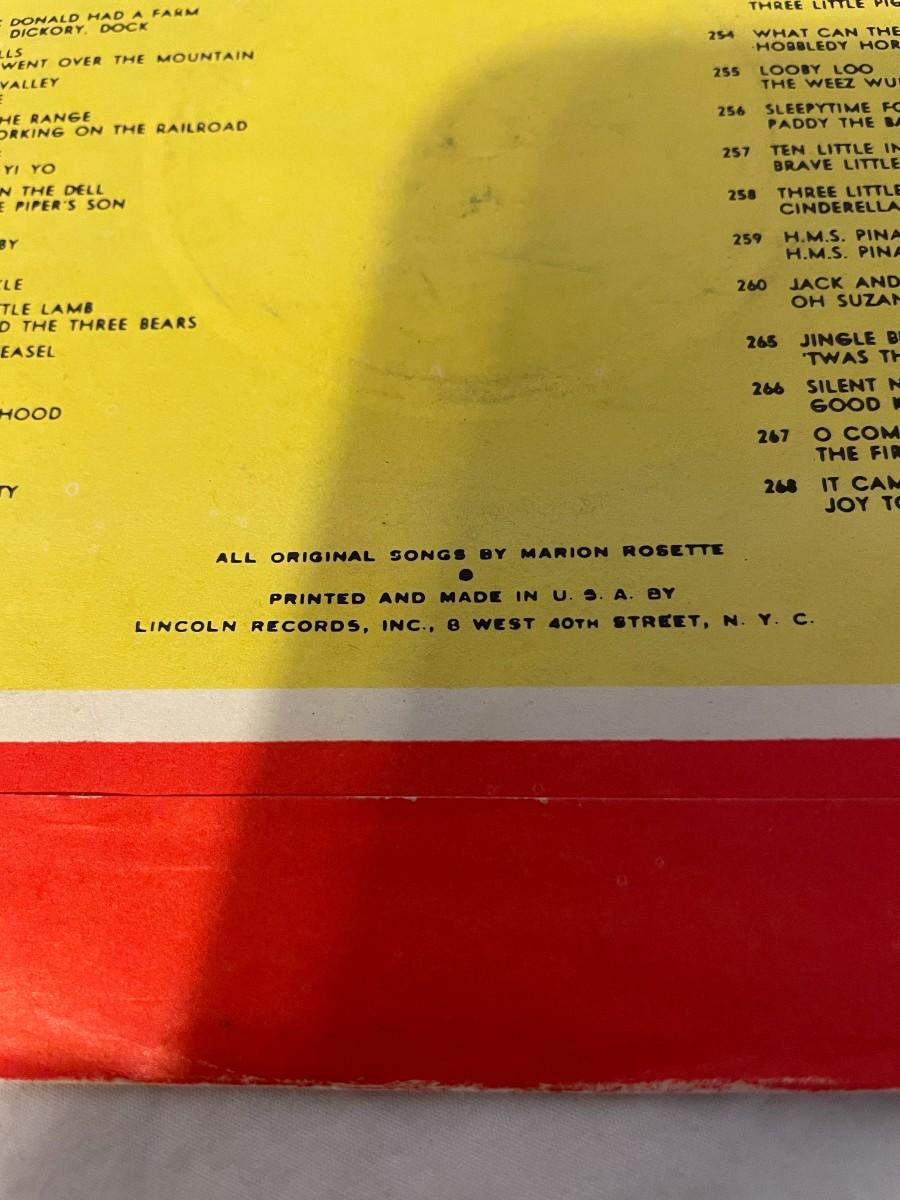 DONALD HAD A FARM
DICKORY, DOCK
WENT OVER THE MOUNTAIN
VALLEY
THE RANGE
ORKING ON THE RAILROAD
YI YO
N THE DELL
PIPER'S SON
BY
LE
TLE LAMB
D THE THREE BEARS
EASEL
HOOD
TY
THREE LITTLE PIG
254 WHAT CAN THE
HOBBLEDY HOR
255 LOOBY LOO
THE WEEZ WU
256 SLEEPYTIME FO
PADDY THE BA
257 TEN LITTLE IN
BRAVE LITTLE
258 THREE LITTLE
CINDERELLA
259 H.M.S. PINA
H.M.S. PINA
260 JACK AND
OH SUZAN
265 JINGLE B
'TWAS TH
266 SILENT N
GOOD K
267 O COM
THE FIR
268 IT CAM
JOY TO
ALL ORIGINAL SONGS BY MARION ROSETTE
PRINTED AND MADE IN U. S. A. BY
LINCOLN RECORDS, INC., 8 WEST 40TH STREET, N. Y. C.